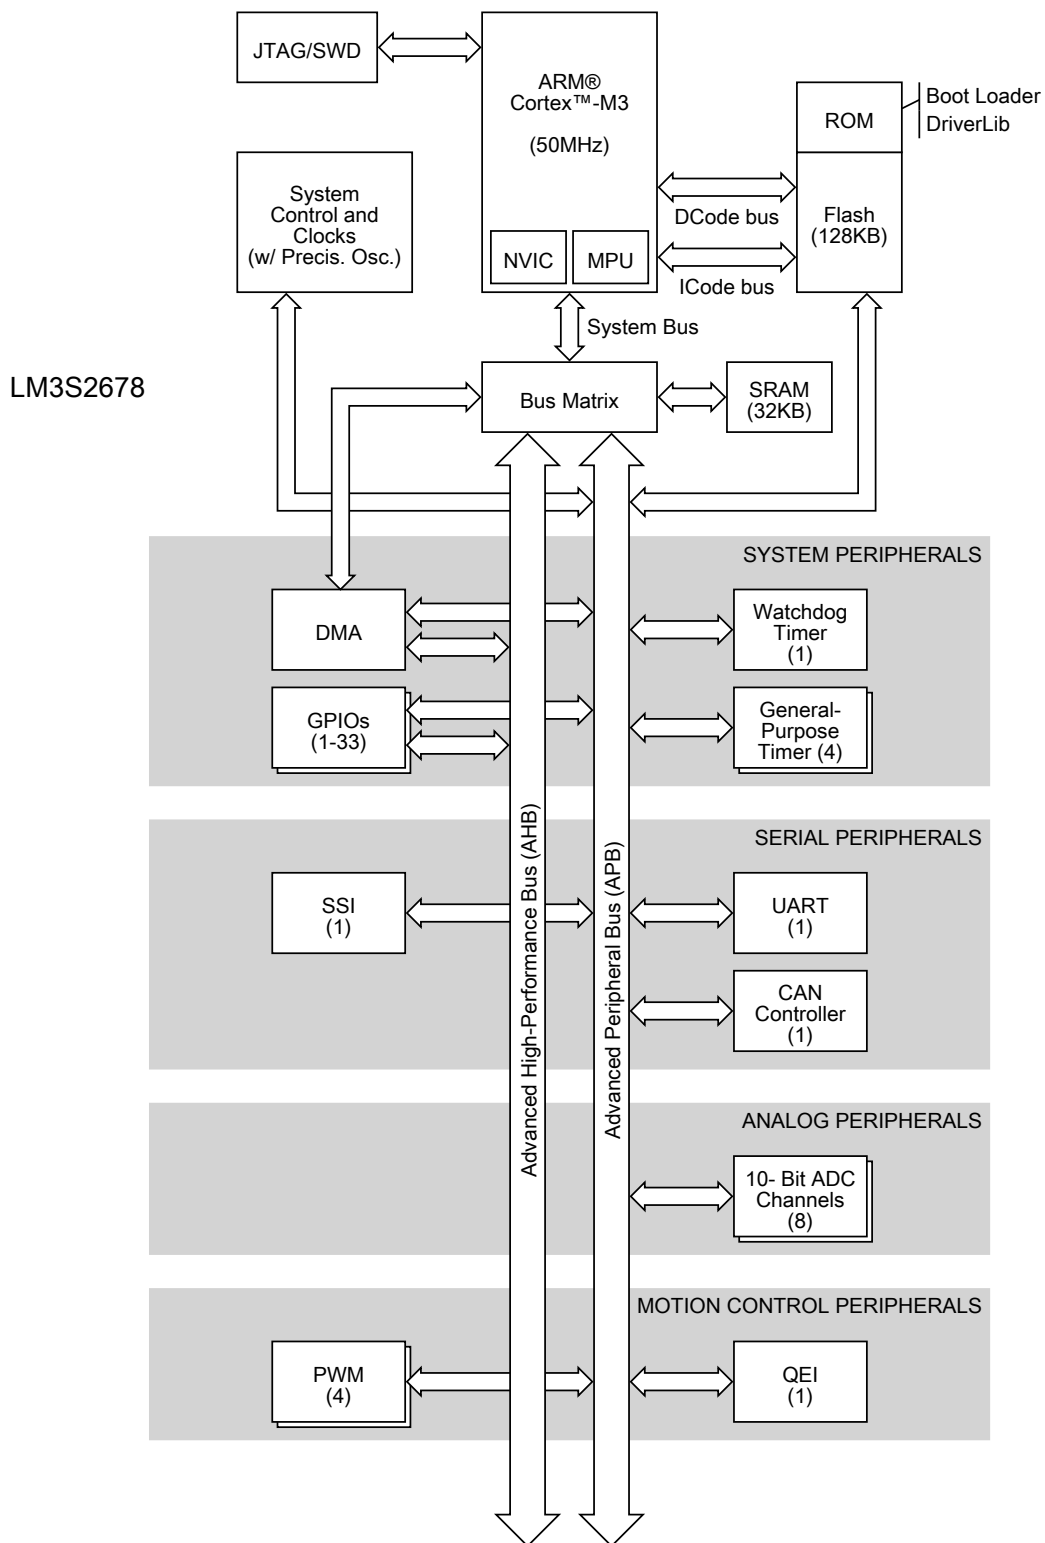 JTAG/SWD
ARM®
Cortex™-M3
(50MHz)
NVIC
MPU
ROM
Boot Loader
DriverLib
Flash
(128KB)
DCode bus
ICode bus
System
Control and
Clocks
(w/ Precis. Osc.)
System Bus
LM3S2678
Bus Matrix
SRAM
(32KB)
SYSTEM PERIPHERALS
DMA
Watchdog
Timer
(1)
GPIOs
(1-33)
General-
Purpose
Timer (4)
Advanced High-Performance Bus (AHB)
Advanced Peripheral Bus (APB)
SERIAL PERIPHERALS
SSI
(1)
UART
(1)
CAN
Controller
(1)
ANALOG PERIPHERALS
10- Bit ADC
Channels
(8)
MOTION CONTROL PERIPHERALS
PWM
(4)
QEI
(1)